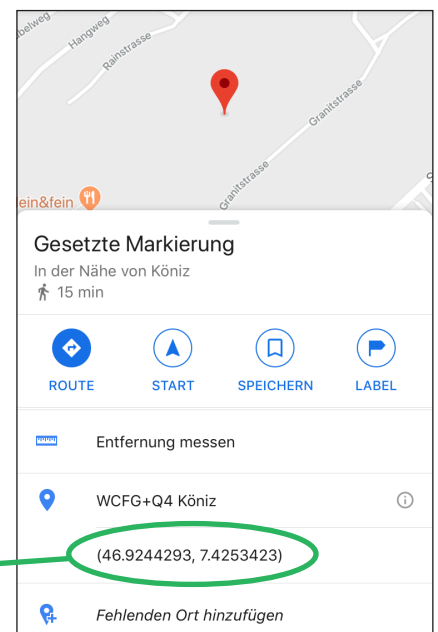 Hangweg
Rainstrasse
Granitstrasse
Granitstrasse
ein&fein
Gesetzte Markierung
In der Nähe von Köniz
15 min
ROUTE
START
SPEICHERN
LABEL
Entfernung messen
WCFG+Q4 Köniz
(46.9244293, 7.4253423)
Fehlenden Ort hinzufügen